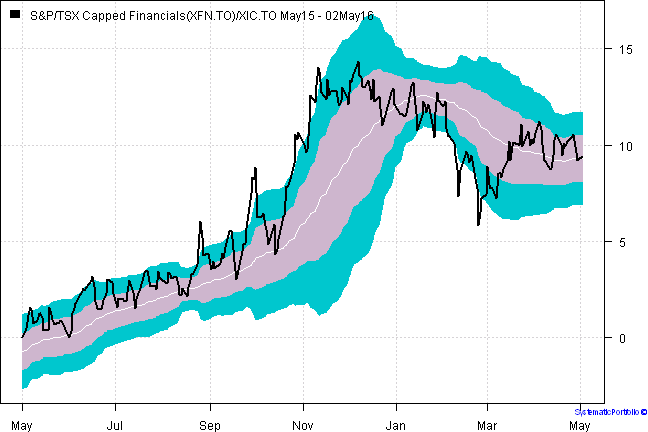 S&P/TSX Capped Financials(XFN.TO)/XIC.TO May15 - 02May16
15
10
5
0
May Jul Sep Nov Jan Mar May
SystematicPortfolio ©